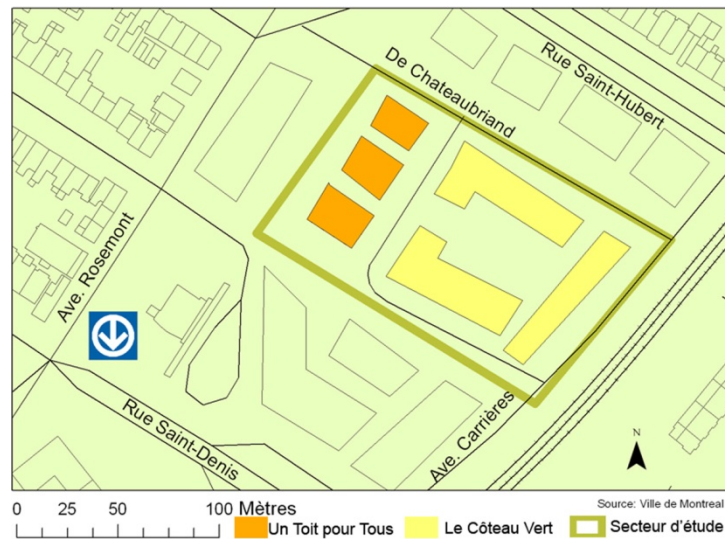 De Chateaubriand
Rue Saint-Hubert
Ave. Rosemont
Rue Saint-Denis
Ave. Carrières
N
0 25 50 100 Mètres
Source: Ville de Montreal
Un Toit pour Tous
Le Côteau Vert
Secteur d'étude